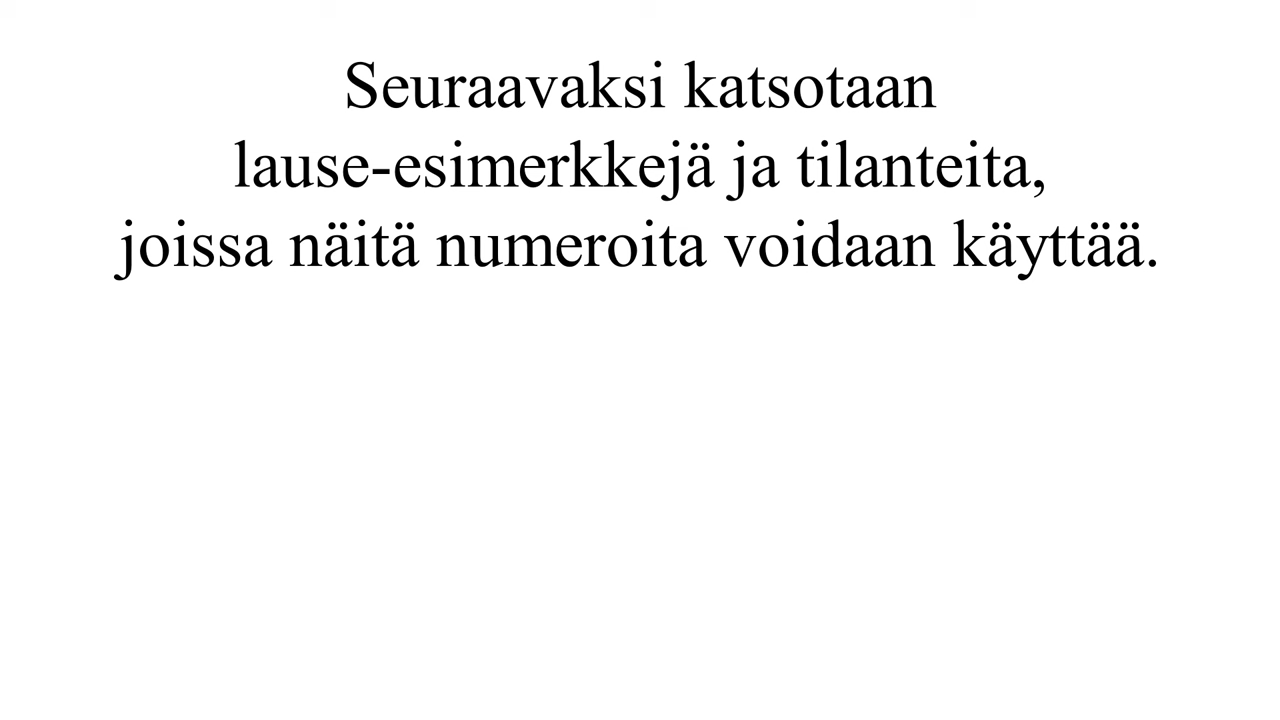 Seuraavaksi katsotaan
lause-esimerkkejä ja tilanteita,
joissa näitä numeroita voidaan käyttää.